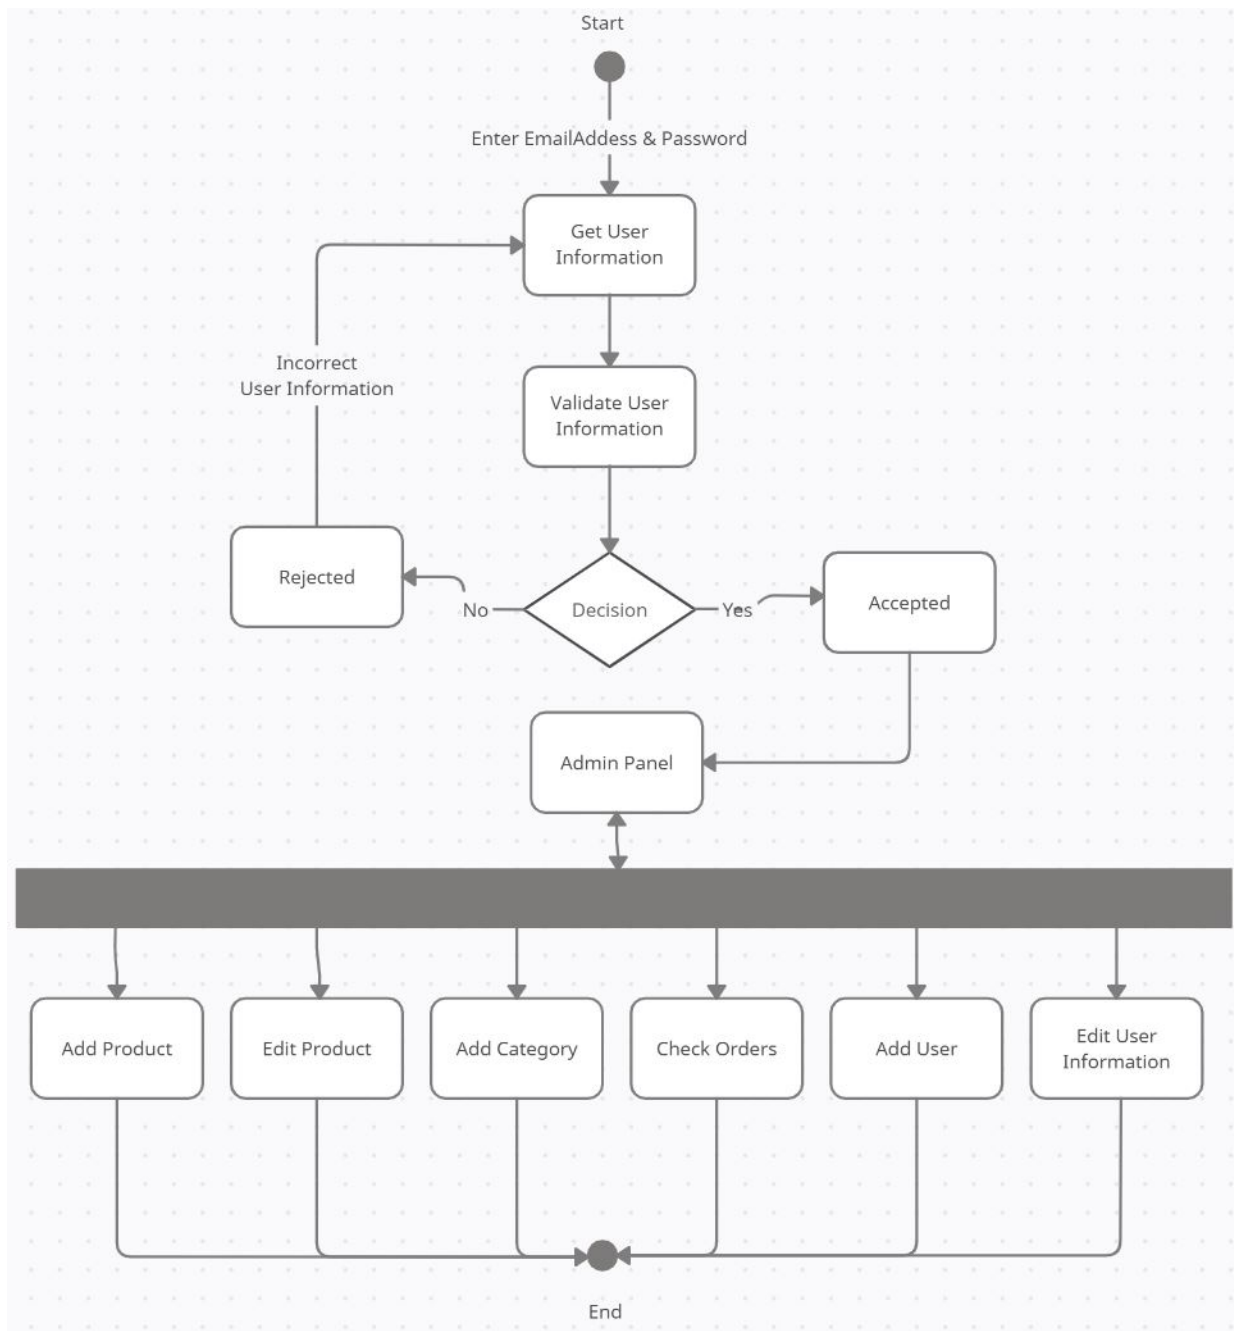 Start
Enter EmailAddess & Password
Get User
Information
Incorrect
User Information
Validate User
Information
Rejected
No
Decision
Yes
Accepted
Admin Panel
Add Product
Edit Product
Add Category
Check Orders
Add User
Edit User
Information
End